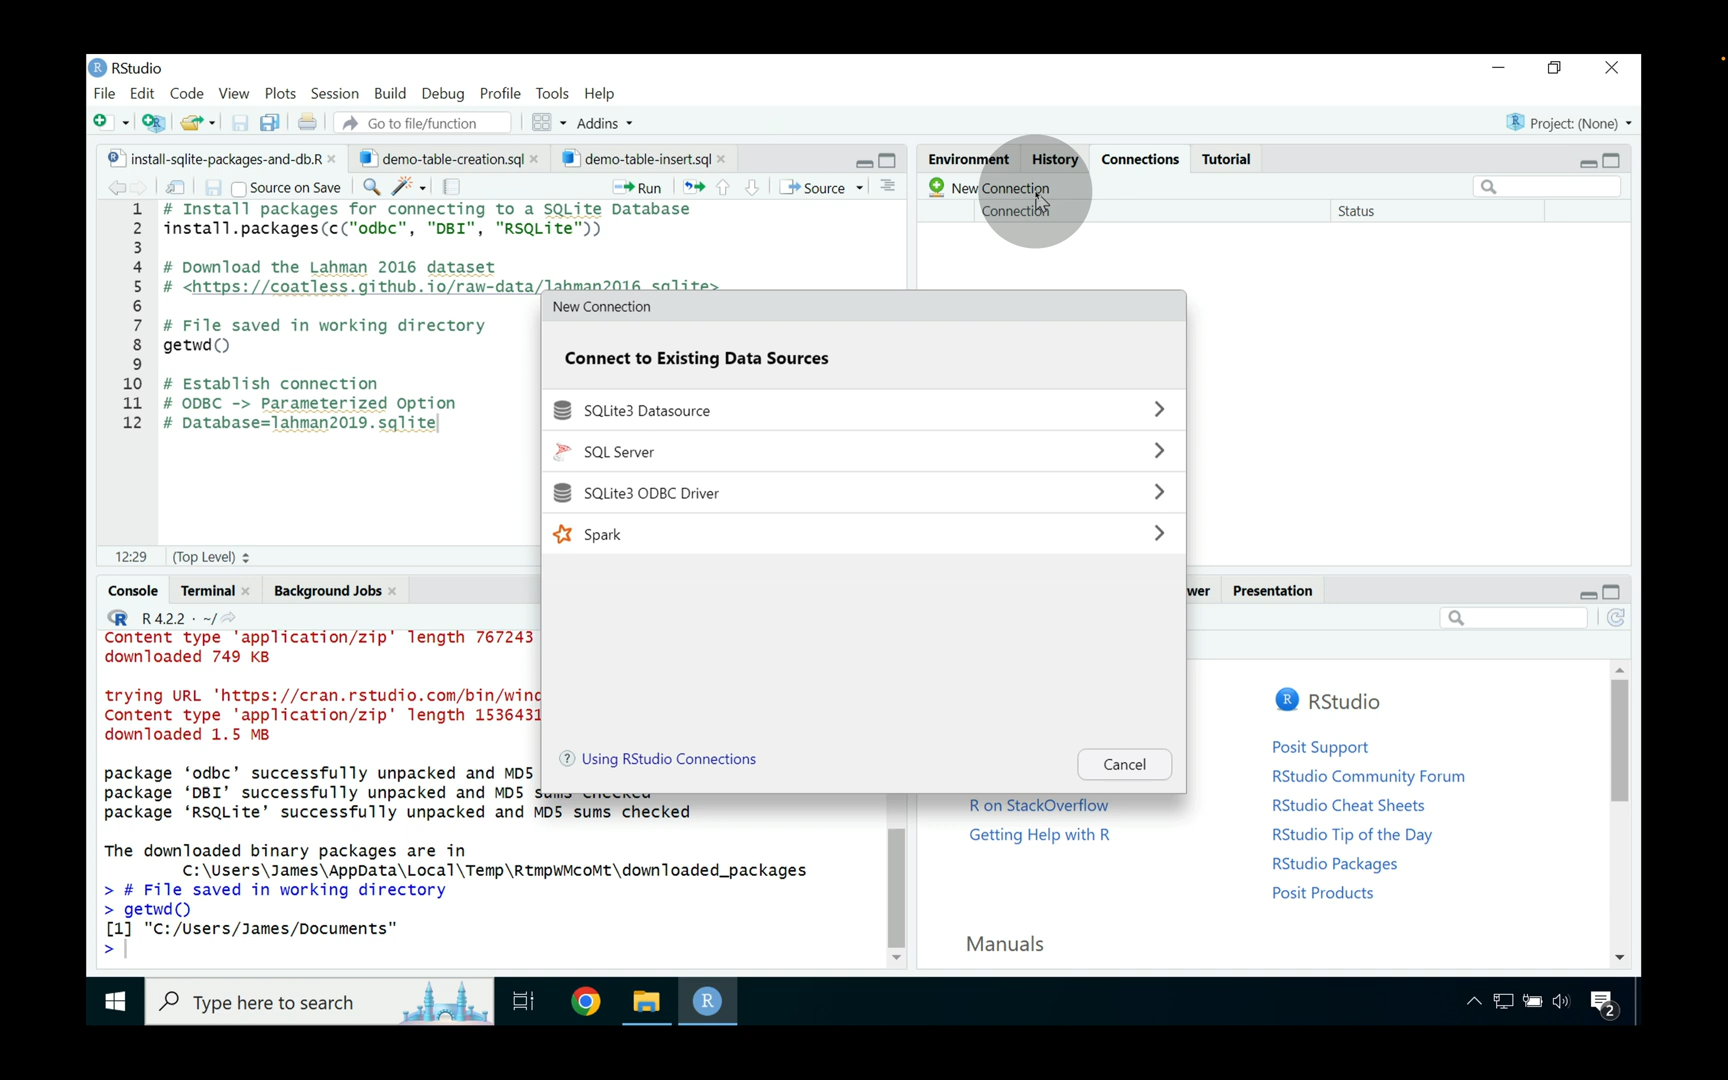 RStudio
File Edit Code View Plots Session Build Debug Profile Tools Help
Go to file/function Addins Project: (None)
install-sqlite-packages-and-db.R demo-table-creation.sql demo-table-insert.sql
Source on Save Run Source
1 # Install packages for connecting to a SQLite Database
2 install.packages(c("odbc", "DBI", "RSQLite"))
3
4 # Download the Lahman 2016 dataset
5 # <https://coatless.github.io/raw-data/lahman2016.sqlite>
6
7 # File saved in working directory
8 getwd()
9
10 # Establish connection
11 # ODBC -> Parameterized Option
12 # Database=lahman2019.sqlite
12:29 (Top Level)
Environment History Connections Tutorial
New Connection
Connection Status
New Connection
Connect to Existing Data Sources
SQLite3 Datasource
SQL Server
SQLite3 ODBC Driver
Spark
Using RStudio Connections
Cancel
Console Terminal Background Jobs
R 4.2.2 · ~/
Content type 'application/zip' length 767243
downloaded 749 KB
trying URL 'https://cran.rstudio.com/bin/wind
Content type 'application/zip' length 1536431
downloaded 1.5 MB
package ‘odbc’ successfully unpacked and MD5
package ‘DBI’ successfully unpacked and MD5 sums checked
package ‘RSQLite’ successfully unpacked and MD5 sums checked
The downloaded binary packages are in
C:\Users\James\AppData\Local\Temp\RtmpWMcoMt\downloaded_packages
> # File saved in working directory
> getwd()
[1] "C:/Users/James/Documents"
>
wer Presentation
R on StackOverflow
Getting Help with R
RStudio
Posit Support
RStudio Community Forum
RStudio Cheat Sheets
RStudio Tip of the Day
RStudio Packages
Posit Products
Manuals
Type here to search
2